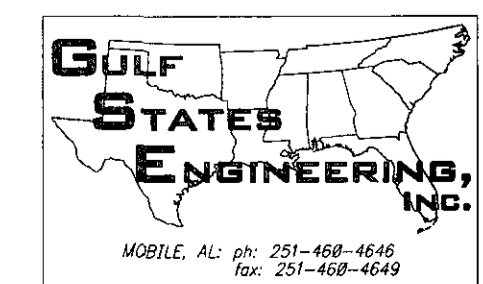 GULF
STATES
ENGINEERING,
INC.
MOBILE, AL: ph: 251-460-4646
fax: 251-460-4649